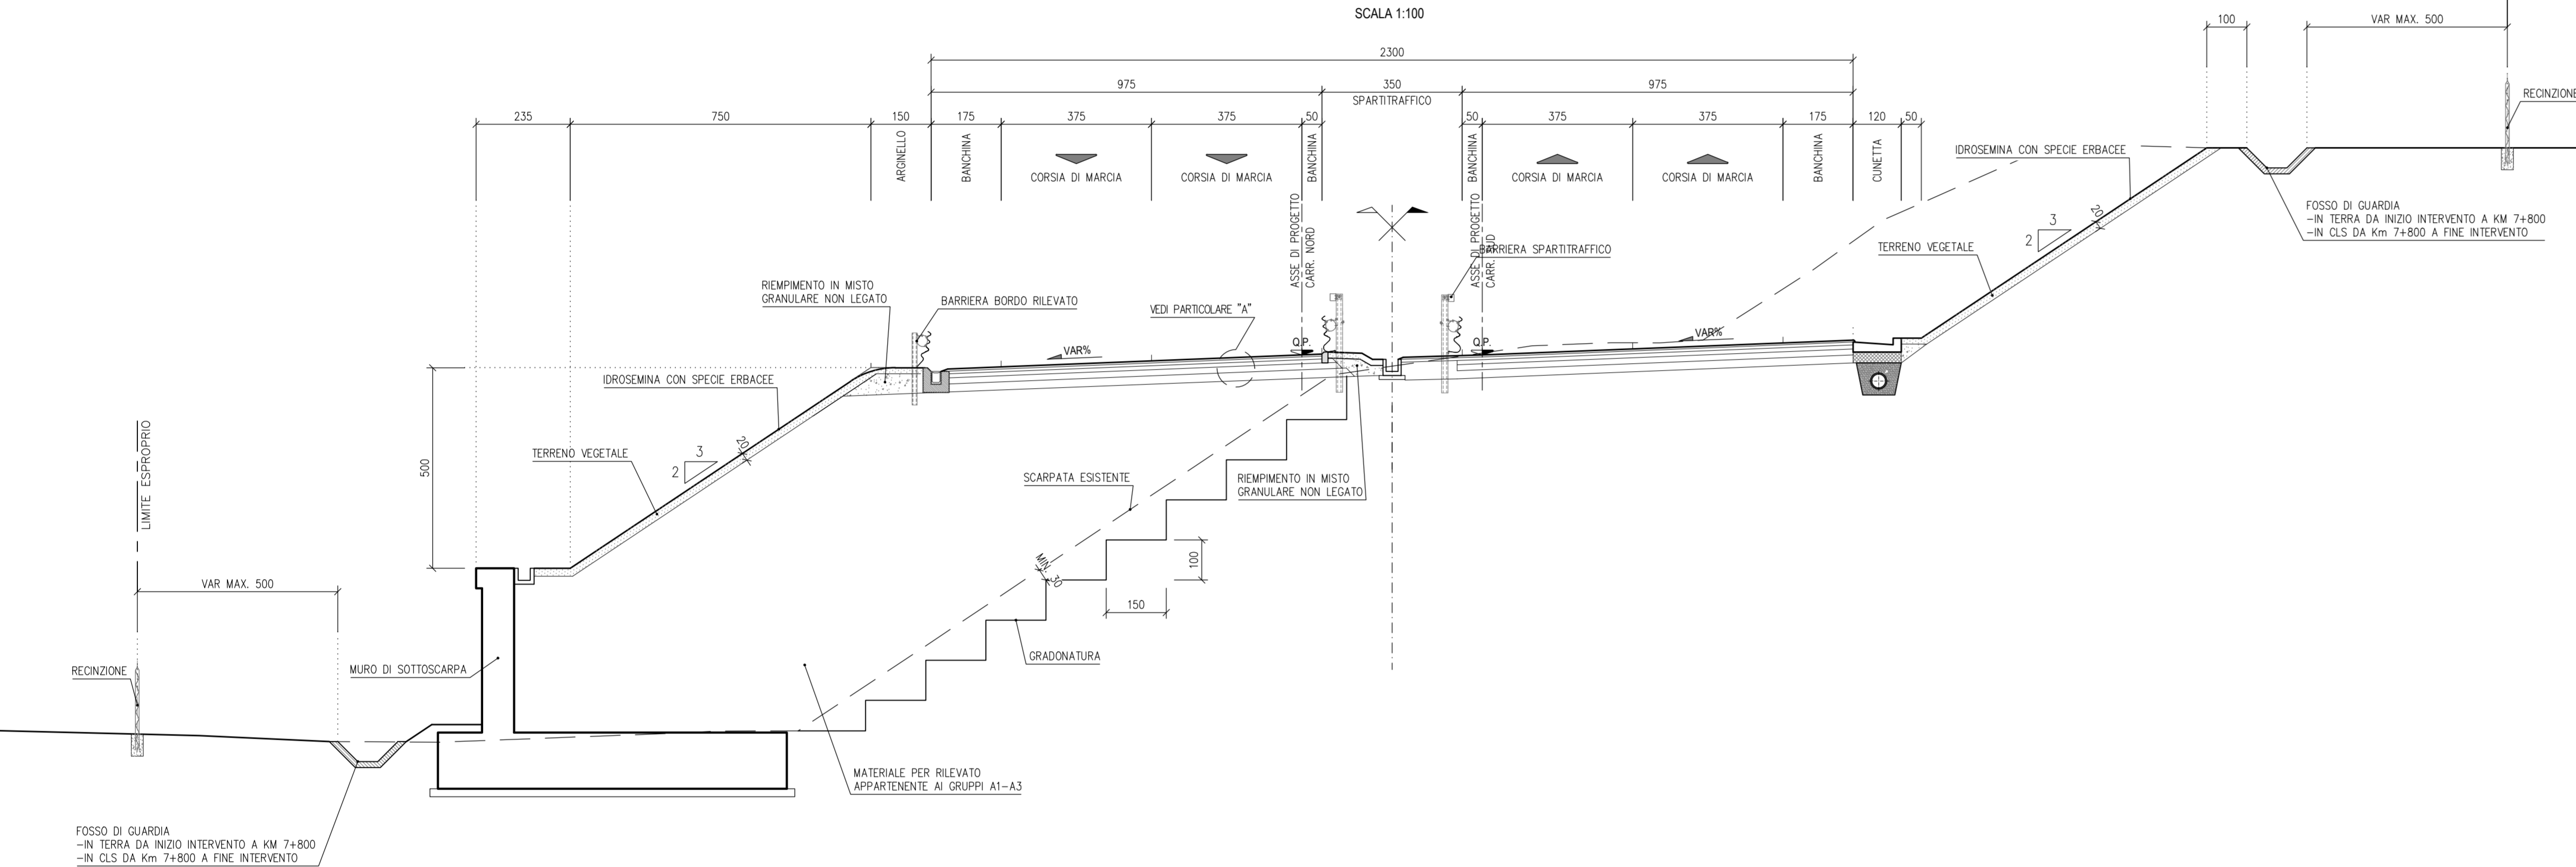 SCALA 1:100
100
VAR MAX. 500
2300
975
350
975
SPARTITRAFFICO
235
750
150
175
375
375
50
50
375
375
175
120
50
ARGINELLO
BANCHINA
CORSIA DI MARCIA
CORSIA DI MARCIA
BANCHINA
BANCHINA
CORSIA DI MARCIA
CORSIA DI MARCIA
BANCHINA
CUNETTA
RECINZIONE
IDROSEMINA CON SPECIE ERBACEE
ASSE DI PROGETTO
CARR. NORD
ASSE DI PROGETTO
CARR. SUD
BARRIERA SPARTITRAFFICO
20
3
2
TERRENO VEGETALE
FOSSO DI GUARDIA
-IN TERRA DA INIZIO INTERVENTO A KM 7+800
-IN CLS DA Km 7+800 A FINE INTERVENTO
RIEMPIMENTO IN MISTO
GRANULARE NON LEGATO
BARRIERA BORDO RILEVATO
VEDI PARTICOLARE "A"
VAR%
Q.P.
Q.P.
VAR%
IDROSEMINA CON SPECIE ERBACEE
LIMITE ESPROPRIO
500
TERRENO VEGETALE
20
3
2
SCARPATA ESISTENTE
RIEMPIMENTO IN MISTO
GRANULARE NON LEGATO
MIN. 30
100
150
VAR MAX. 500
GRADONATURA
RECINZIONE
MURO DI SOTTOSCARPA
MATERIALE PER RILEVATO
APPARTENENTE AI GRUPPI A1-A3
FOSSO DI GUARDIA
-IN TERRA DA INIZIO INTERVENTO A KM 7+800
-IN CLS DA Km 7+800 A FINE INTERVENTO